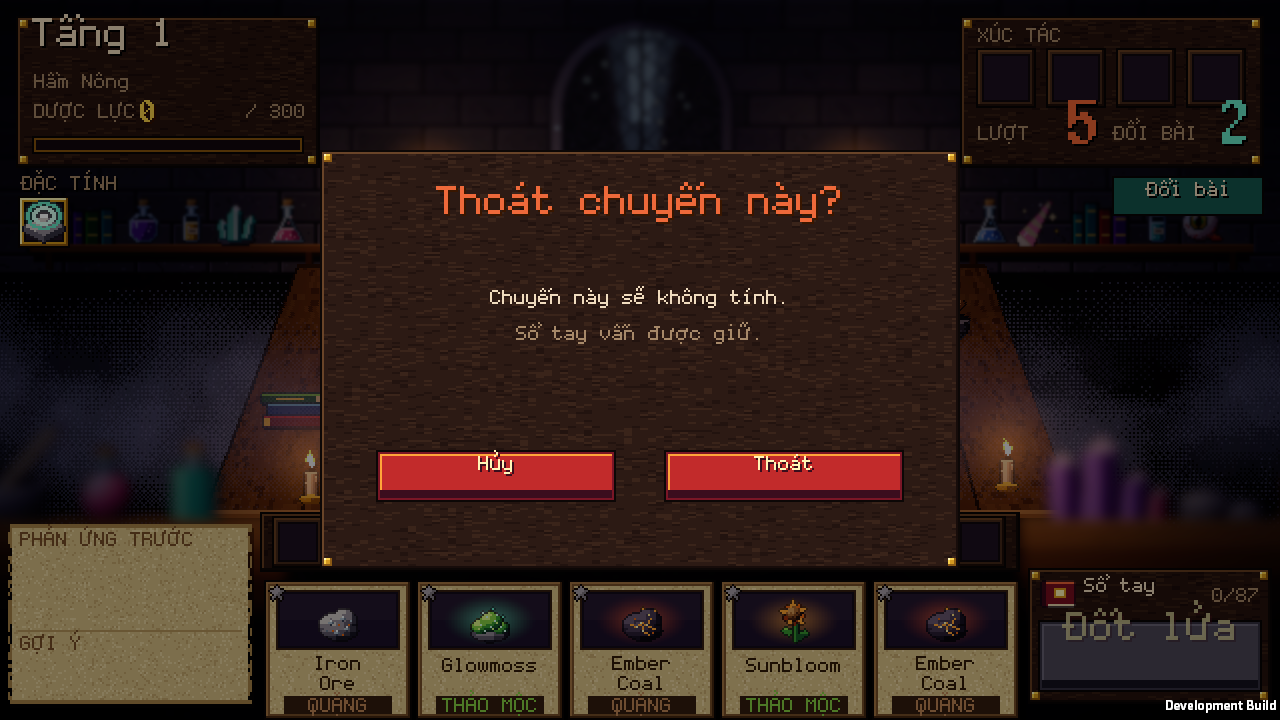 Tầng 1
Hầm Nông
DƯỢC LỰC 0 / 300
ĐẶC TÍNH
XÚC TÁC
LƯỢT 5 ĐỔI BÀI 2
Đổi bài
Thoát chuyến này?
Chuyến này sẽ không tính.
Sổ tay vẫn được giữ.
Hủy
Thoát
PHẢN ỨNG TRƯỚC
GỢI Ý
Iron
Ore
QUẶNG
Glowmoss
THẢO MỘC
Ember
Coal
QUẶNG
Sunbloom
THẢO MỘC
Ember
Coal
QUẶNG
Sổ tay
0/87
Đốt lửa
Development Build